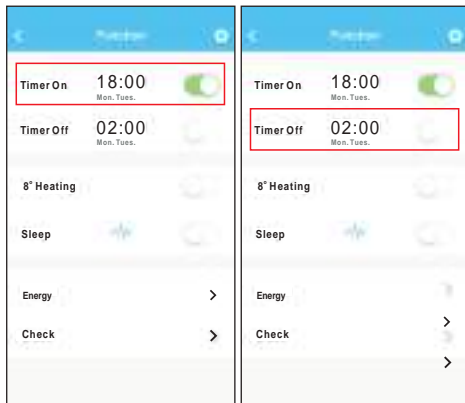 Timer On 18:00
Mon. Tues.
Timer Off 02:00
Mon. Tues.
8° Heating
Sleep
Energy
Check
Timer On 18:00
Mon. Tues.
Timer Off 02:00
Mon. Tues.
8° Heating
Sleep
Energy
Check